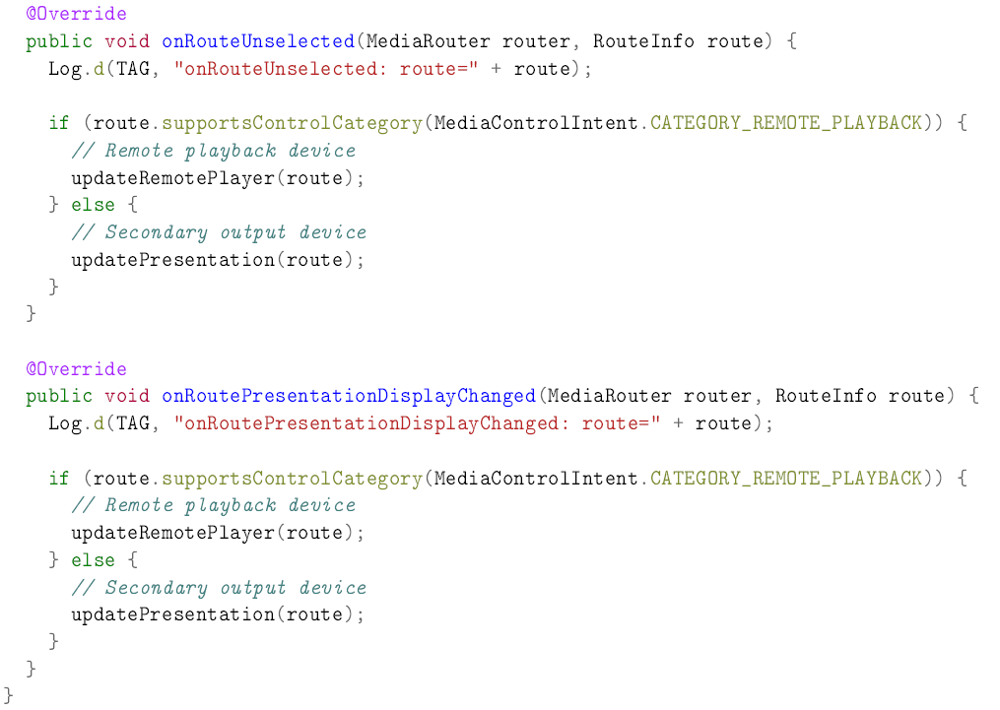 @Override
public void onRouteUnselected(MediaRouter router, RouteInfo route) {
Log.d(TAG, "onRouteUnselected: route=" + route);
if (route.supportsControlCategory(MediaControlIntent.CATEGORY_REMOTE_PLAYBACK)) {
// Remote playback device
updateRemotePlayer(route);
} else {
// Secondary output device
updatePresentation(route);
}
}
@Override
public void onRoutePresentationDisplayChanged(MediaRouter router, RouteInfo route) {
Log.d(TAG, "onRoutePresentationDisplayChanged: route=" + route);
if (route.supportsControlCategory(MediaControlIntent.CATEGORY_REMOTE_PLAYBACK)) {
// Remote playback device
updateRemotePlayer(route);
} else {
// Secondary output device
updatePresentation(route);
}
}
}